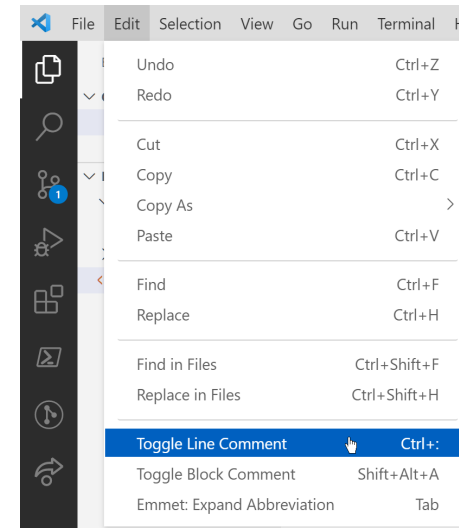 File Edit Selection View Go Run Terminal
Undo Ctrl+Z
Redo Ctrl+Y
Cut Ctrl+X
Copy Ctrl+C
Copy As
Paste Ctrl+V
Find Ctrl+F
Replace Ctrl+H
Find in Files Ctrl+Shift+F
Replace in Files Ctrl+Shift+H
1
Toggle Line Comment Ctrl+:
Toggle Block Comment Shift+Alt+A
Emmet: Expand Abbreviation Tab